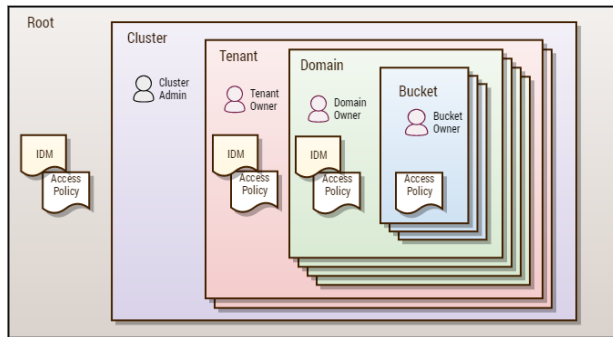 Root
Cluster
Cluster
Admin
Tenant
Tenant
Owner
Domain
Domain
Owner
Bucket
Bucket
Owner
IDM
Access
Policy
IDM
Access
Policy
IDM
Access
Policy
Access
Policy